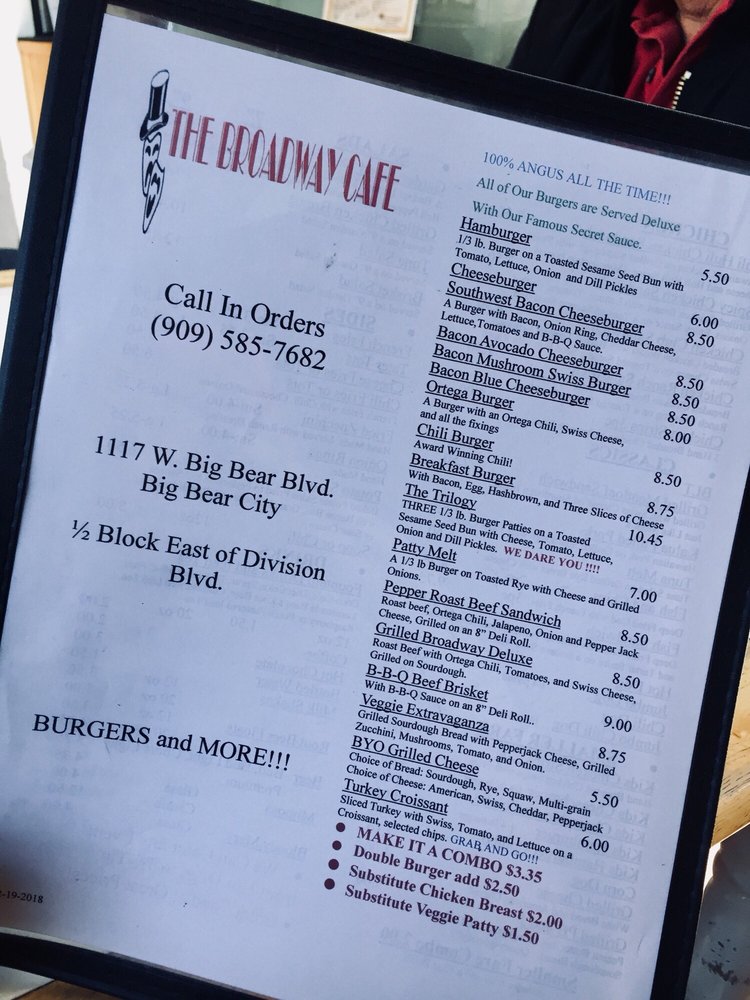 THE BROADWAY CAFE
Call In Orders
(909) 585-7682
1117 W. Big Bear Blvd.
Big Bear City
½ Block East of Division
Blvd.
BURGERS and MORE!!!
-19-2018
100% ANGUS ALL THE TIME!!!
All of Our Burgers are Served Deluxe
With Our Famous Secret Sauce.
Hamburger 5.50
1/3 lb. Burger on a Toasted Sesame Seed Bun with
Tomato, Lettuce, Onion and Dill Pickles
Cheeseburger 6.00
Southwest Bacon Cheeseburger 8.50
A Burger with Bacon, Onion Ring, Cheddar Cheese,
Lettuce,Tomatoes and B-B-Q Sauce.
Bacon Avocado Cheeseburger 8.50
Bacon Mushroom Swiss Burger 8.50
Bacon Blue Cheeseburger 8.50
Ortega Burger 8.00
A Burger with an Ortega Chili, Swiss Cheese,
and all the fixings
Chili Burger 8.50
Award Winning Chili!
Breakfast Burger 8.75
With Bacon, Egg, Hashbrown, and Three Slices of Cheese
The Trilogy 10.45
THREE 1/3 lb. Burger Patties on a Toasted
Sesame Seed Bun with Cheese, Tomato, Lettuce,
Onion and Dill Pickles. WE DARE YOU !!!!
Patty Melt 7.00
A 1/3 lb Burger on Toasted Rye with Cheese and Grilled
Onions.
Pepper Roast Beef Sandwich 8.50
Roast beef, Ortega Chili, Jalapeno, Onion and Pepper Jack
Cheese, Grilled on an 8” Deli Roll.
Grilled Broadway Deluxe 8.50
Roast Beef with Ortega Chili, Tomatoes, and Swiss Cheese,
Grilled on Sourdough.
B-B-Q Beef Brisket 9.00
With B-B-Q Sauce on an 8” Deli Roll..
Veggie Extravaganza 8.75
Grilled Sourdough Bread with Pepperjack Cheese, Grilled
Zucchini, Mushrooms, Tomato, and Onion.
BYO Grilled Cheese 5.50
Choice of Bread: Sourdough, Rye, Squaw, Multi-grain
Choice of Cheese: American, Swiss, Cheddar, Pepperjack
Turkey Croissant 6.00
Sliced Turkey with Swiss, Tomato, and Lettuce on a
Croissant, selected chips. GRAB AND GO!!!
• MAKE IT A COMBO $3.35
• Double Burger add $2.50
• Substitute Chicken Breast $2.00
• Substitute Veggie Patty $1.50